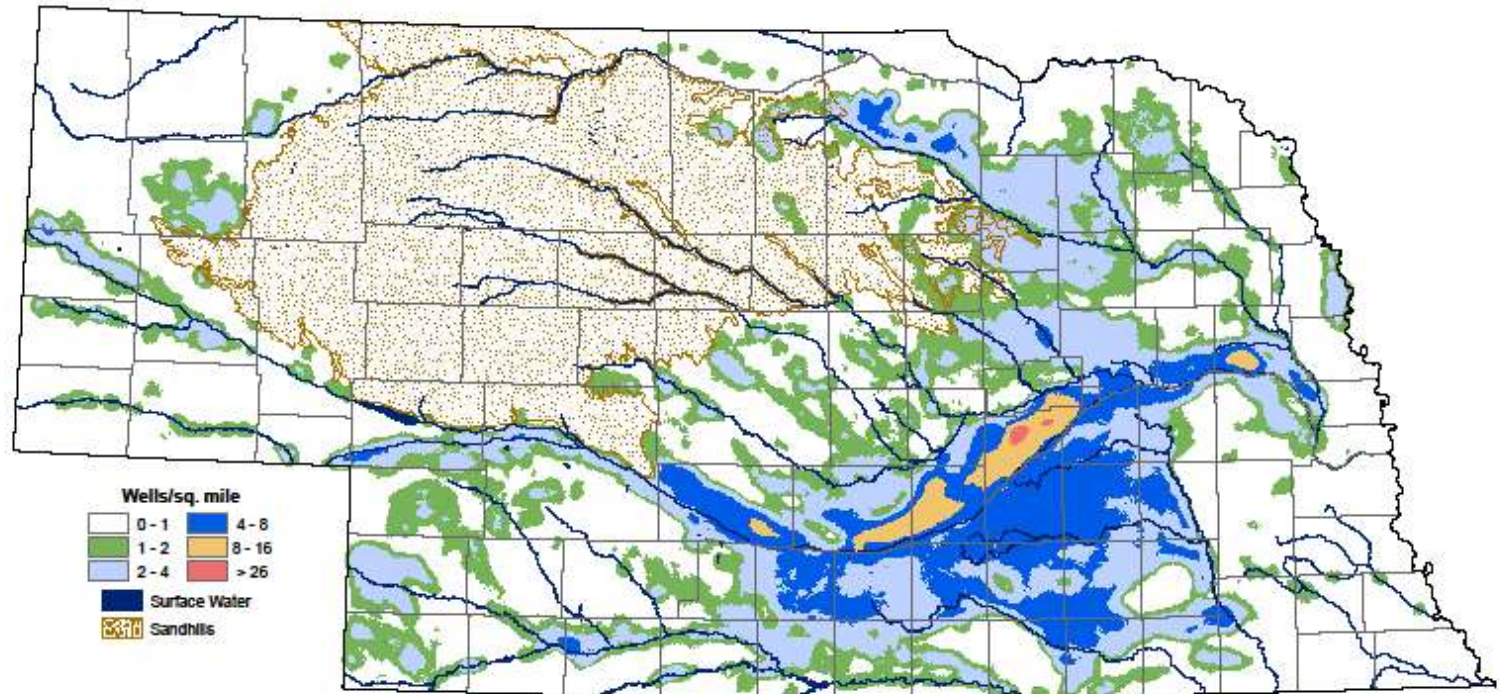 Wells/sq. mile
0 - 1 4 - 8
1 - 2 8 - 16
2 - 4 > 26
Surface Water
Sandhills